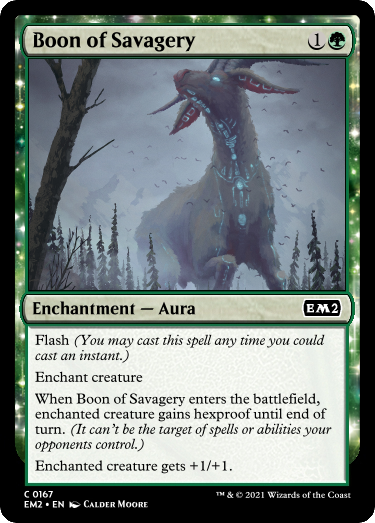 Boon of Savagery 1
Enchantment — Aura EM2
Flash (You may cast this spell any time you could
cast an instant.)
Enchant creature
When Boon of Savagery enters the battlefield,
enchanted creature gains hexproof until end of
turn. (It can't be the target of spells or abilities your
opponents control.)
Enchanted creature gets +1/+1.
C 0167
EM2 • EN Calder Moore
™ & © 2021 Wizards of the Coast